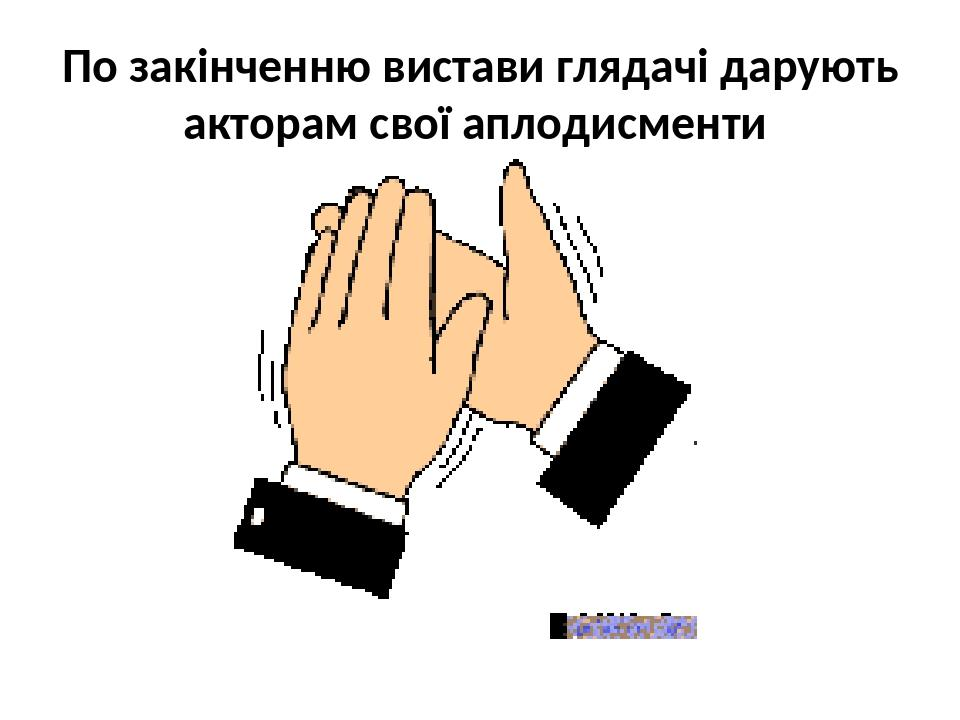 По закінченню вистави глядачі дарують
акторам свої аплодисменти